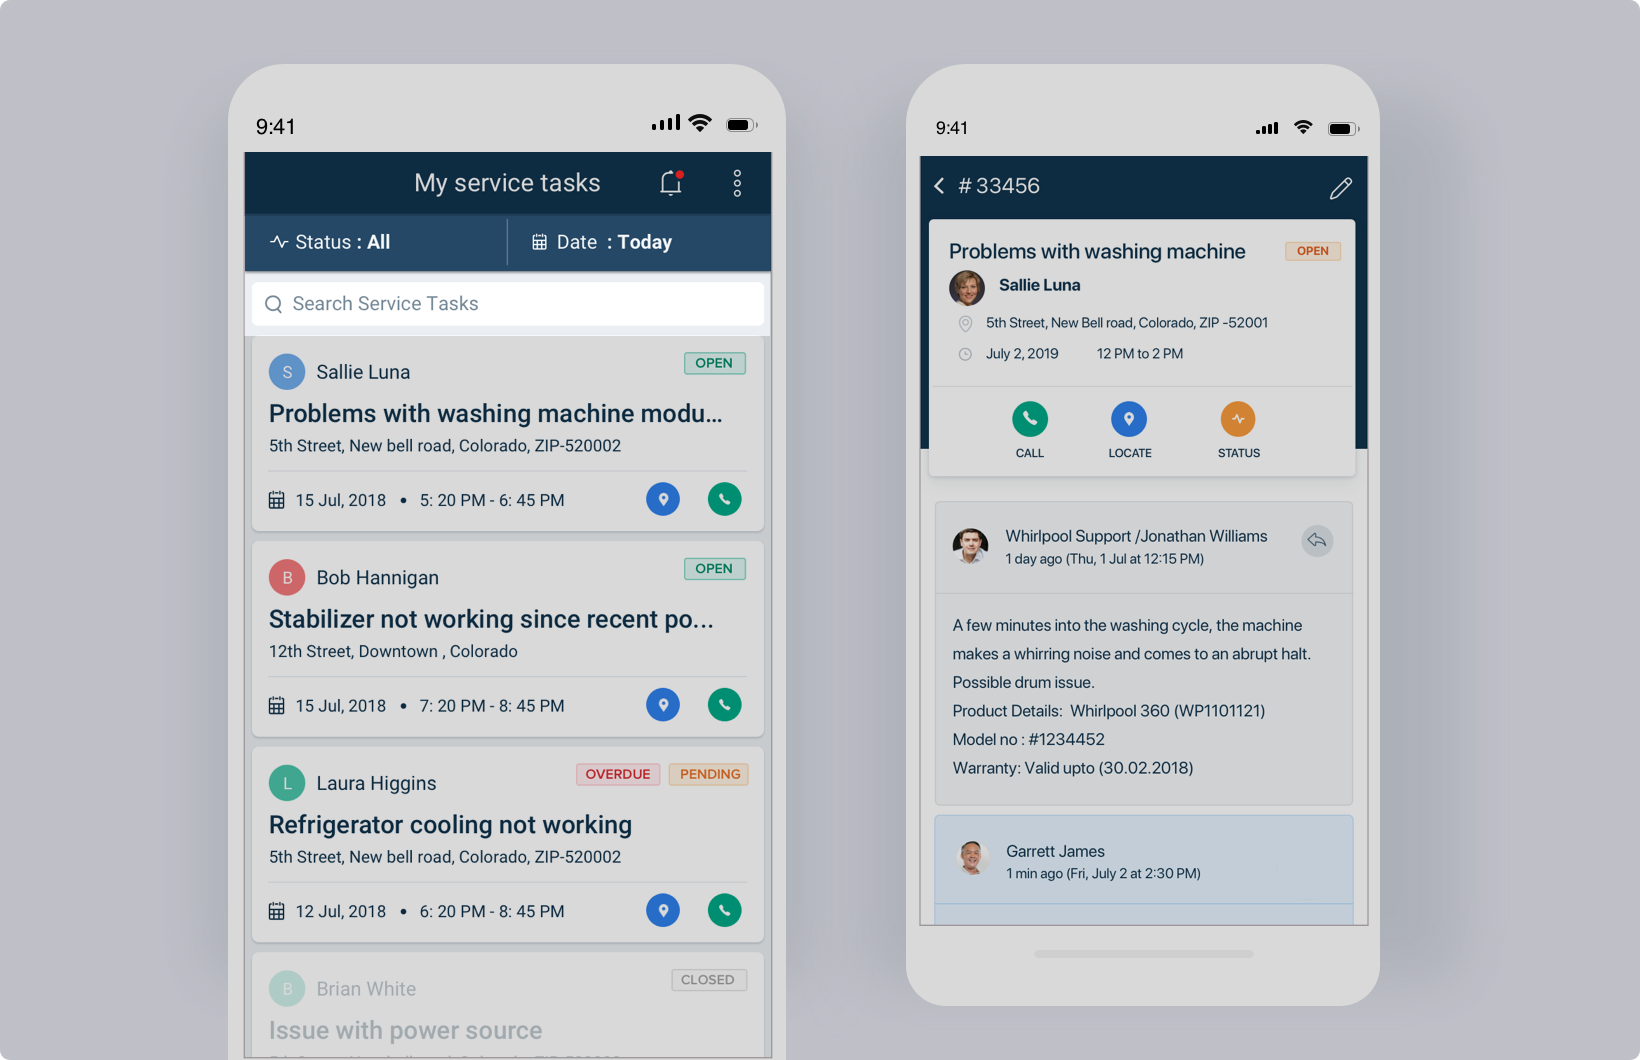 9:41
My service tasks
Status : All
Date : Today
Search Service Tasks
S
Sallie Luna
OPEN
Problems with washing machine modu...
5th Street, New bell road, Colorado, ZIP-520002
15 Jul, 2018 • 5: 20 PM - 6: 45 PM
B
Bob Hannigan
OPEN
Stabilizer not working since recent po...
12th Street, Downtown , Colorado
15 Jul, 2018 • 7: 20 PM - 8: 45 PM
L
Laura Higgins
OVERDUE
PENDING
Refrigerator cooling not working
5th Street, New bell road, Colorado, ZIP-520002
12 Jul, 2018 • 6: 20 PM - 8: 45 PM
B
Brian White
CLOSED
Issue with power source
9:41
# 33456
Problems with washing machine
OPEN
Sallie Luna
5th Street, New Bell road, Colorado, ZIP -52001
July 2, 2019 12 PM to 2 PM
CALL
LOCATE
STATUS
Whirlpool Support /Jonathan Williams
1 day ago (Thu, 1 Jul at 12:15 PM)
A few minutes into the washing cycle, the machine
makes a whirring noise and comes to an abrupt halt.
Possible drum issue.
Product Details: Whirlpool 360 (WP1101121)
Model no : #1234452
Warranty: Valid upto (30.02.2018)
Garrett James
1 min ago (Fri, July 2 at 2:30 PM)